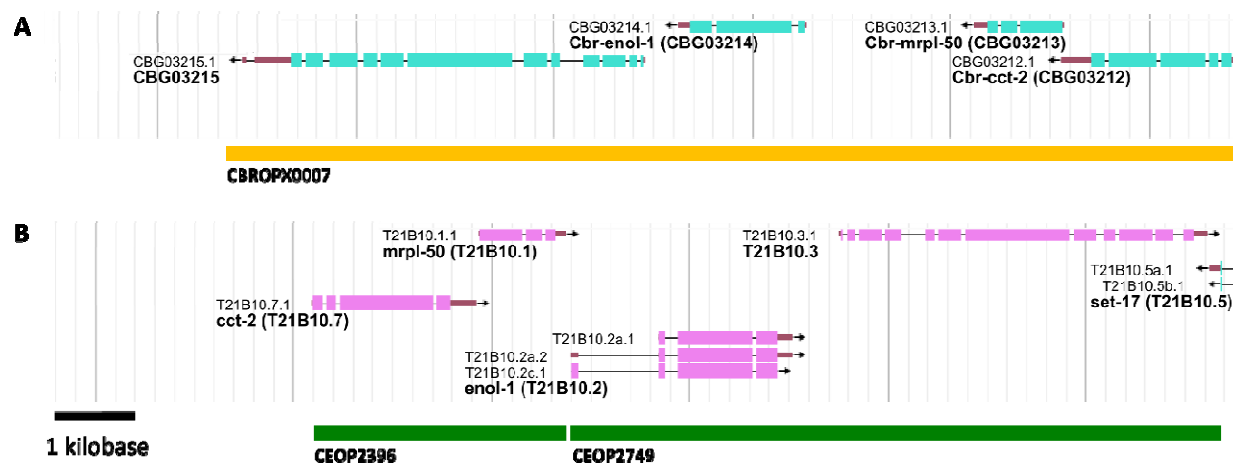 A
CBG03214.1
Cbr-enol-1 (CBG03214)
CBG03213.1
Cbr-mrpl-50 (CBG03213)
CBG03215.1
CBG03215
CBG03212.1
Cbr-cct-2 (CBG03212)
CBROPX0007
B
T21B10.1.1
mrpl-50 (T21B10.1)
T21B10.3.1
T21B10.3
T21B10.5a.1
T21B10.5b.1
set-17 (T21B10.5)
T21B10.7.1
cct-2 (T21B10.7)
T21B10.2a.1
T21B10.2a.2
T21B10.2c.1
enol-1 (T21B10.2)
1 kilobase
CEOP2396
CEOP2749